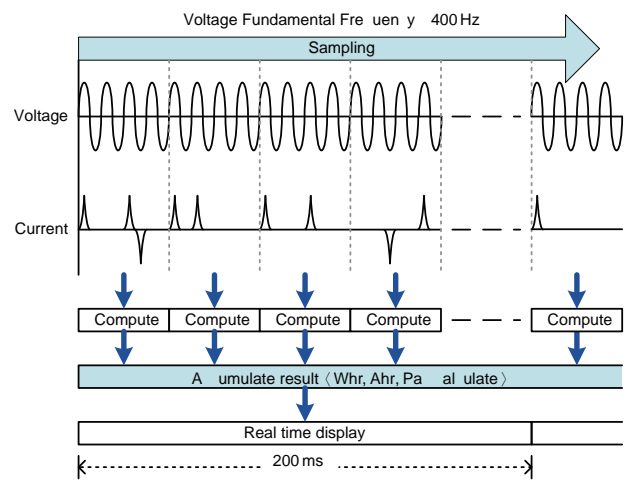 Voltage Fundamental Fre uen y 400 Hz
Sampling
Voltage
Current
Compute Compute Compute Compute Compute
A umulate result〈Whr, Ahr, Pa al ulate〉
Real time display
200 ms